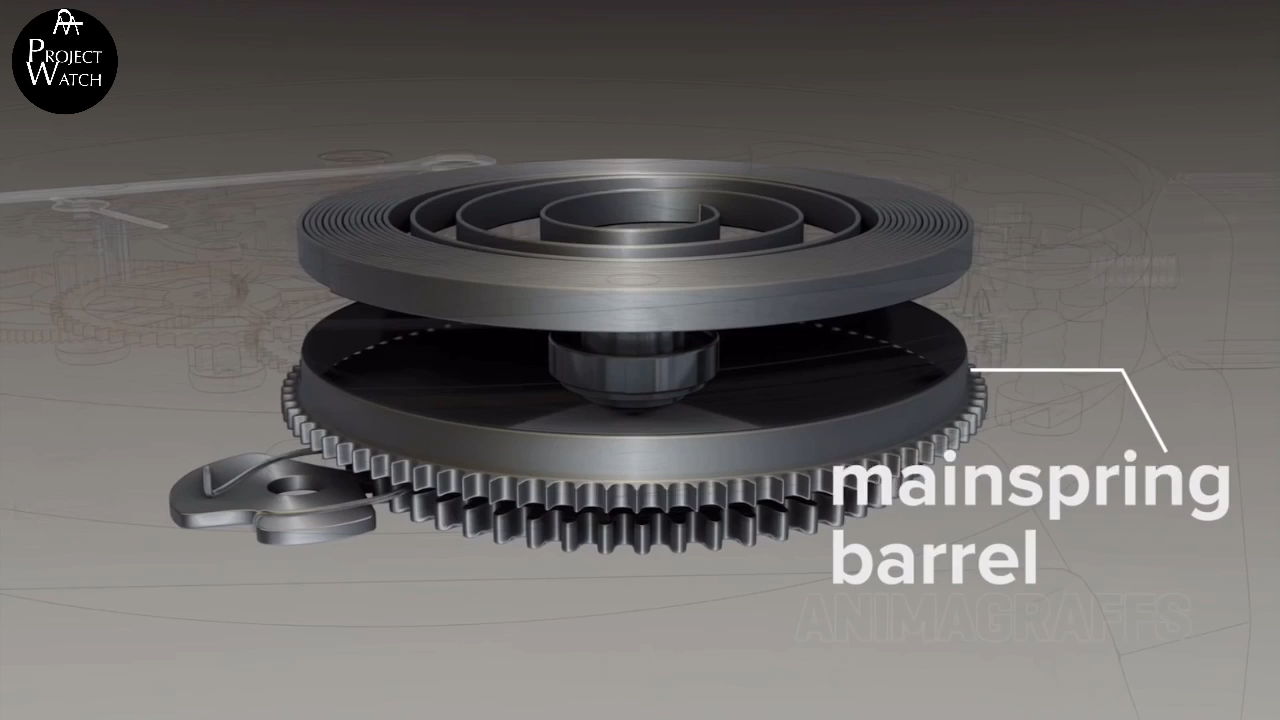 PROJECT
WATCH
mainspring
barrel
ANIMAGRAFFS